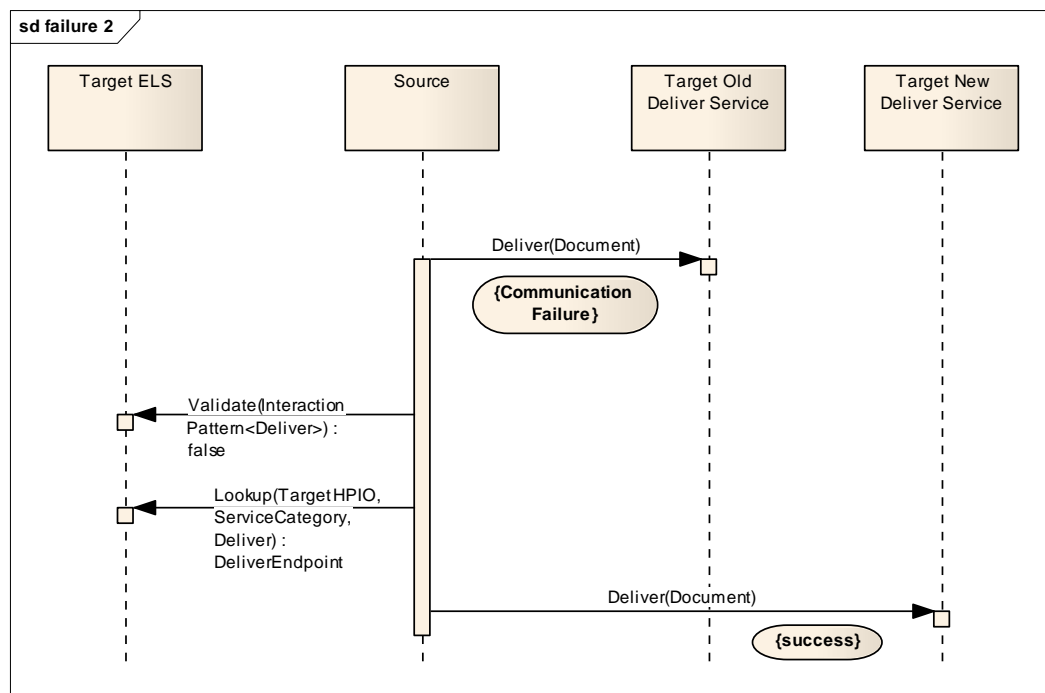 sd failure 2
Target ELS
Source
Target Old
Deliver Service
Target New
Deliver Service
Deliver(Document)
{Communication
Failure}
Validate(Interaction
Pattern<Deliver>) :
false
Lookup(TargetHPIO,
ServiceCategory,
Deliver) :
DeliverEndpoint
Deliver(Document)
{success}